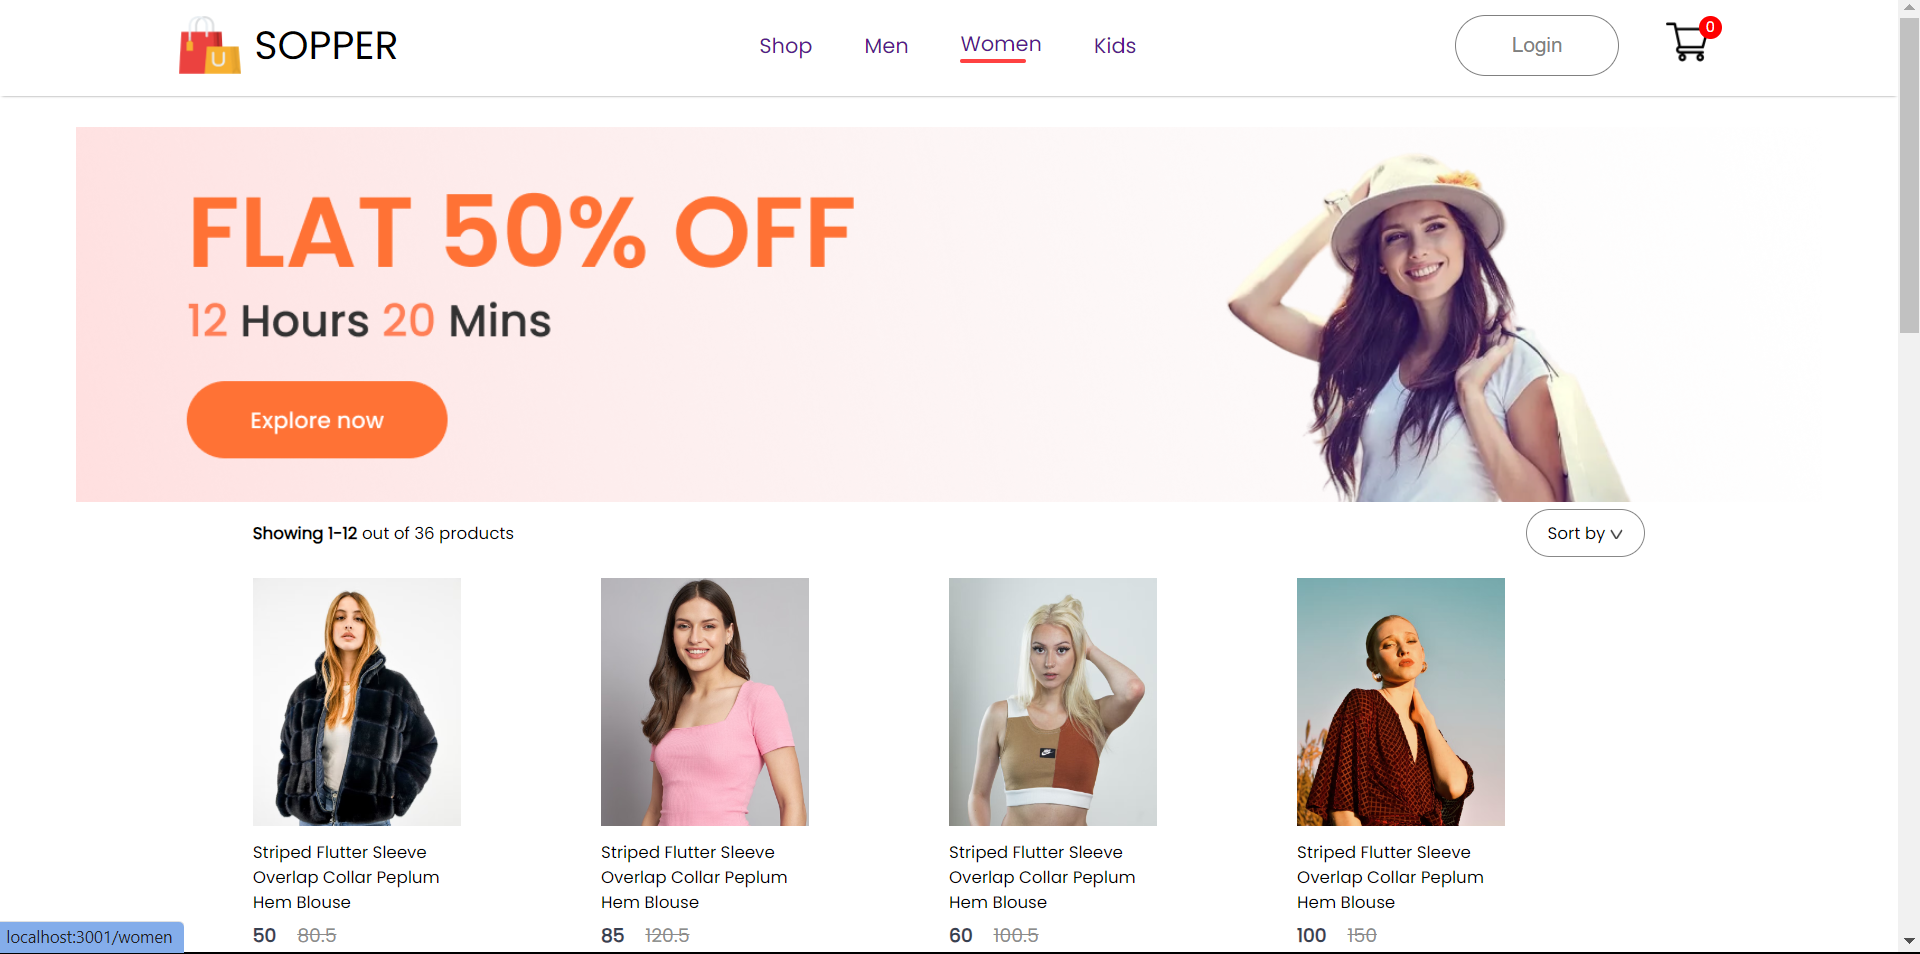 U
SOPPER
Shop
Men
Women
Kids
Login
0
FLAT 50% OFF
12 Hours 20 Mins
Explore now
Showing 1-12 out of 36 products
Sort by
Striped Flutter Sleeve
Overlap Collar Peplum
Hem Blouse
50 80.5
Striped Flutter Sleeve
Overlap Collar Peplum
Hem Blouse
85 120.5
Striped Flutter Sleeve
Overlap Collar Peplum
Hem Blouse
60 100.5
Striped Flutter Sleeve
Overlap Collar Peplum
Hem Blouse
100 150
localhost:3001/women